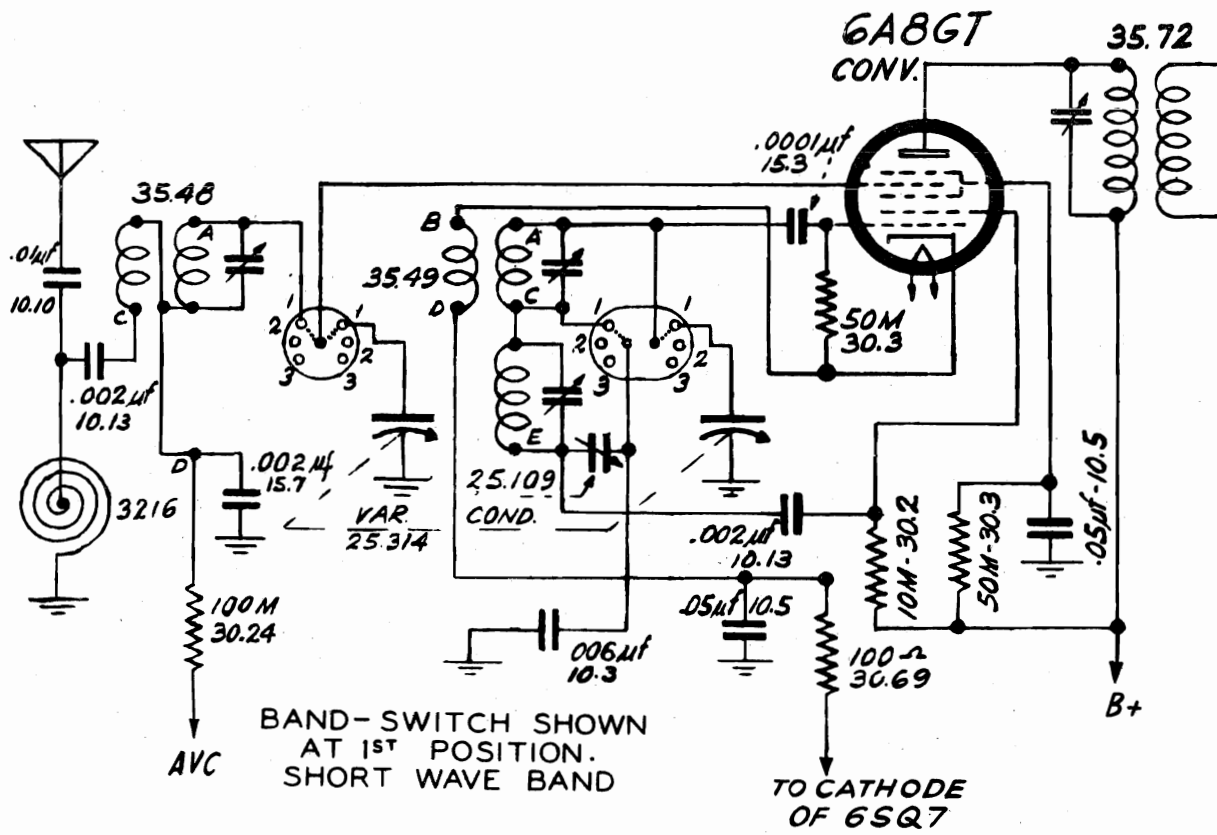 6A8GT
CONV.
35.72
.0001µf
15.3
35.48
A
B
A
.01µf
10.10
35.49
C
1
2
3
1
2
3
D
C
1
2
3
1
2
3
50M
30.3
.002µf
10.13
E
D
.002µf
15.7
25.109
COND.
VAR.
25.314
3216
.002µf
10.13
10M-30.2
50M-30.3
.05µf-10.5
100M
30.24
.05µf 10.5
.006µf
10.3
100Ω
30.69
B+
AVC
BAND-SWITCH SHOWN
AT 1ST POSITION.
SHORT WAVE BAND
TO CATHODE
OF 6SQ7